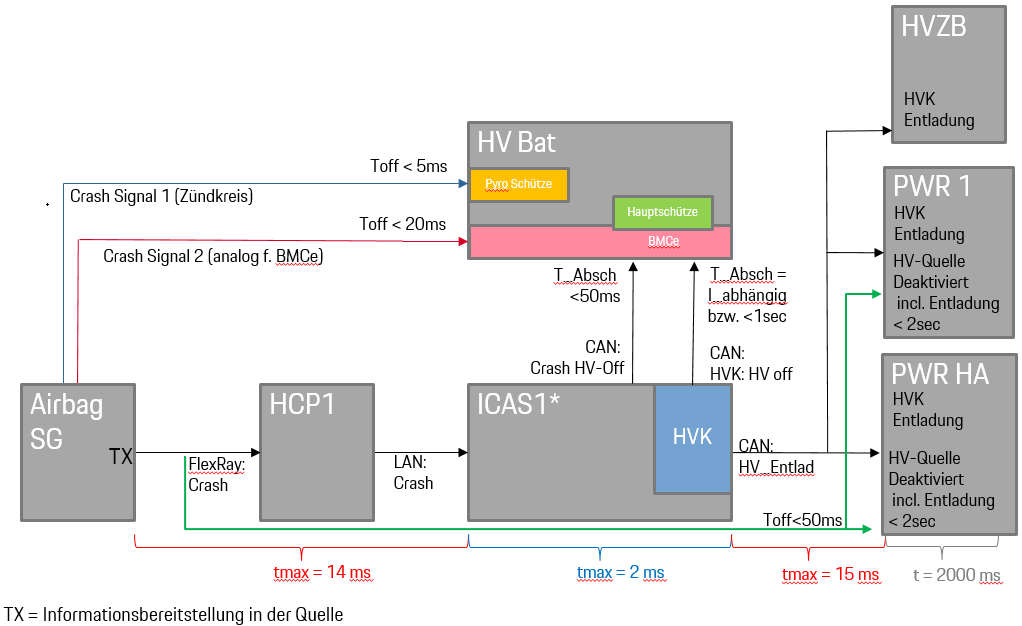 HVZB
HVK
Entladung
HV Bat
Toff < 5ms
Pyro Schütze
Crash Signal 1 (Zündkreis)
Hauptschütze
Toff < 20ms
BMCe
Crash Signal 2 (analog f. BMCe)
PWR 1
HVK
Entladung
HV-Quelle
Deaktiviert
incl. Entladung
< 2sec
T_Absch
<50ms
T_Absch =
I_abhängig
bzw. <1sec
CAN:
Crash HV-Off
CAN:
HVK: HV off
Airbag
SG
TX
HCP1
ICAS1*
HVK
PWR HA
HVK
Entladung
HV-Quelle
Deaktiviert
incl. Entladung
< 2sec
FlexRay:
Crash
LAN:
Crash
CAN:
HV_Entlad
Toff<50ms
tmax = 14 ms
tmax = 2 ms
tmax = 15 ms
t = 2000 ms
TX = Informationsbereitstellung in der Quelle